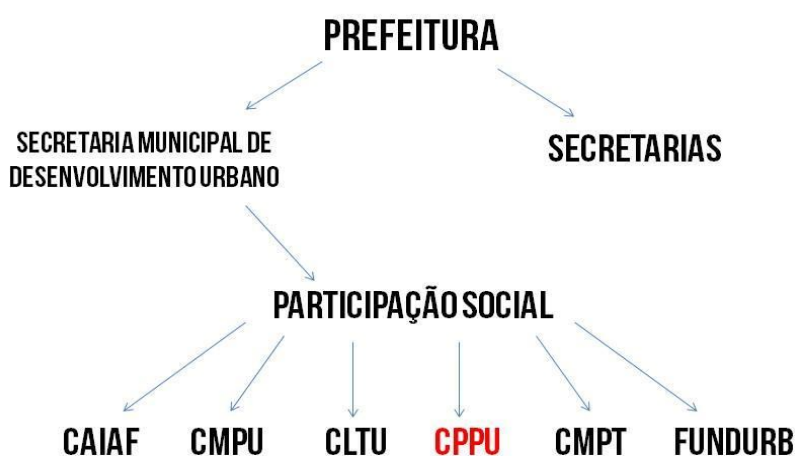 PREFEITURA
SECRETARIA MUNICIPAL DE
DESENVOLVIMENTO URBANO
SECRETARIAS
PARTICIPAÇÃO SOCIAL
CAIAF CMPU CLTU CPPU CMPT FUNDURB